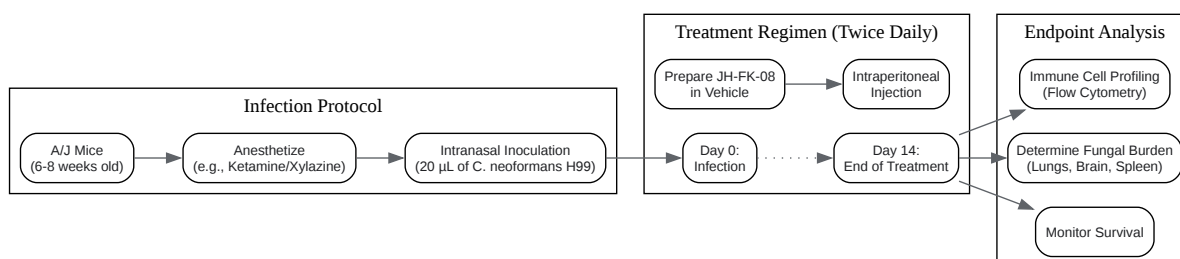 Infection Protocol
A/J Mice
(6-8 weeks old)
Anesthetize
(e.g., Ketamine/Xylazine)
Intranasal Inoculation
(20 µL of C. neoformans H99)
Treatment Regimen (Twice Daily)
Prepare JH-FK-08
in Vehicle
Intraperitoneal
Injection
Day 0:
Infection
Day 14:
End of Treatment
Endpoint Analysis
Immune Cell Profiling
(Flow Cytometry)
Determine Fungal Burden
(Lungs, Brain, Spleen)
Monitor Survival